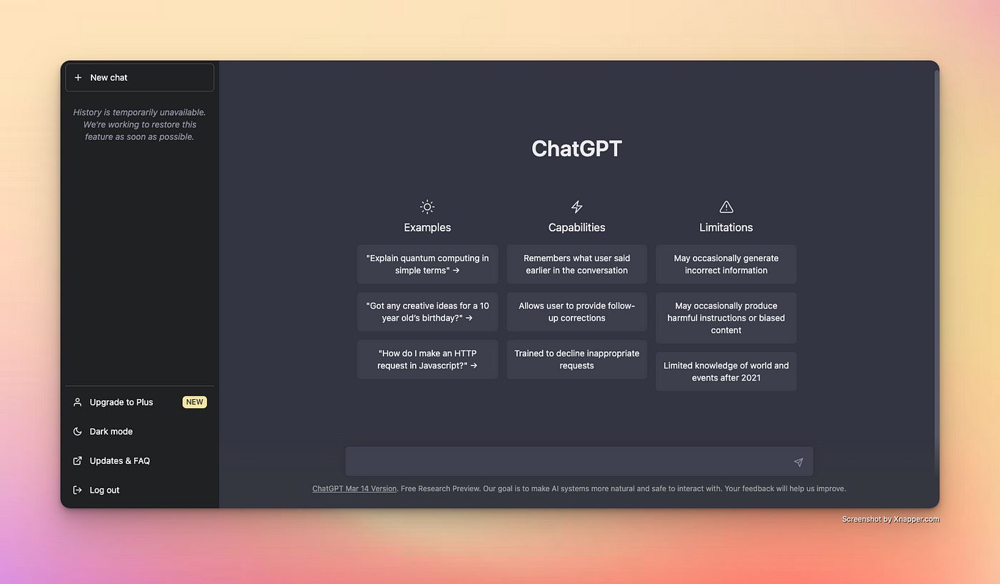 New chat
History is temporarily unavailable.
We're working to restore this
feature as soon as possible.
Upgrade to Plus
NEW
Dark mode
Updates & FAQ
Log out
ChatGPT
Examples
"Explain quantum computing in
simple terms" →
"Got any creative ideas for a 10
year old’s birthday?" →
"How do I make an HTTP
request in Javascript?" →
Capabilities
Remembers what user said
earlier in the conversation
Allows user to provide follow-
up corrections
Trained to decline inappropriate
requests
Limitations
May occasionally generate
incorrect information
May occasionally produce
harmful instructions or biased
content
Limited knowledge of world and
events after 2021
ChatGPT Mar 14 Version. Free Research Preview. Our goal is to make AI systems more natural and safe to interact with. Your feedback will help us improve.
Screenshot by Xnapper.com